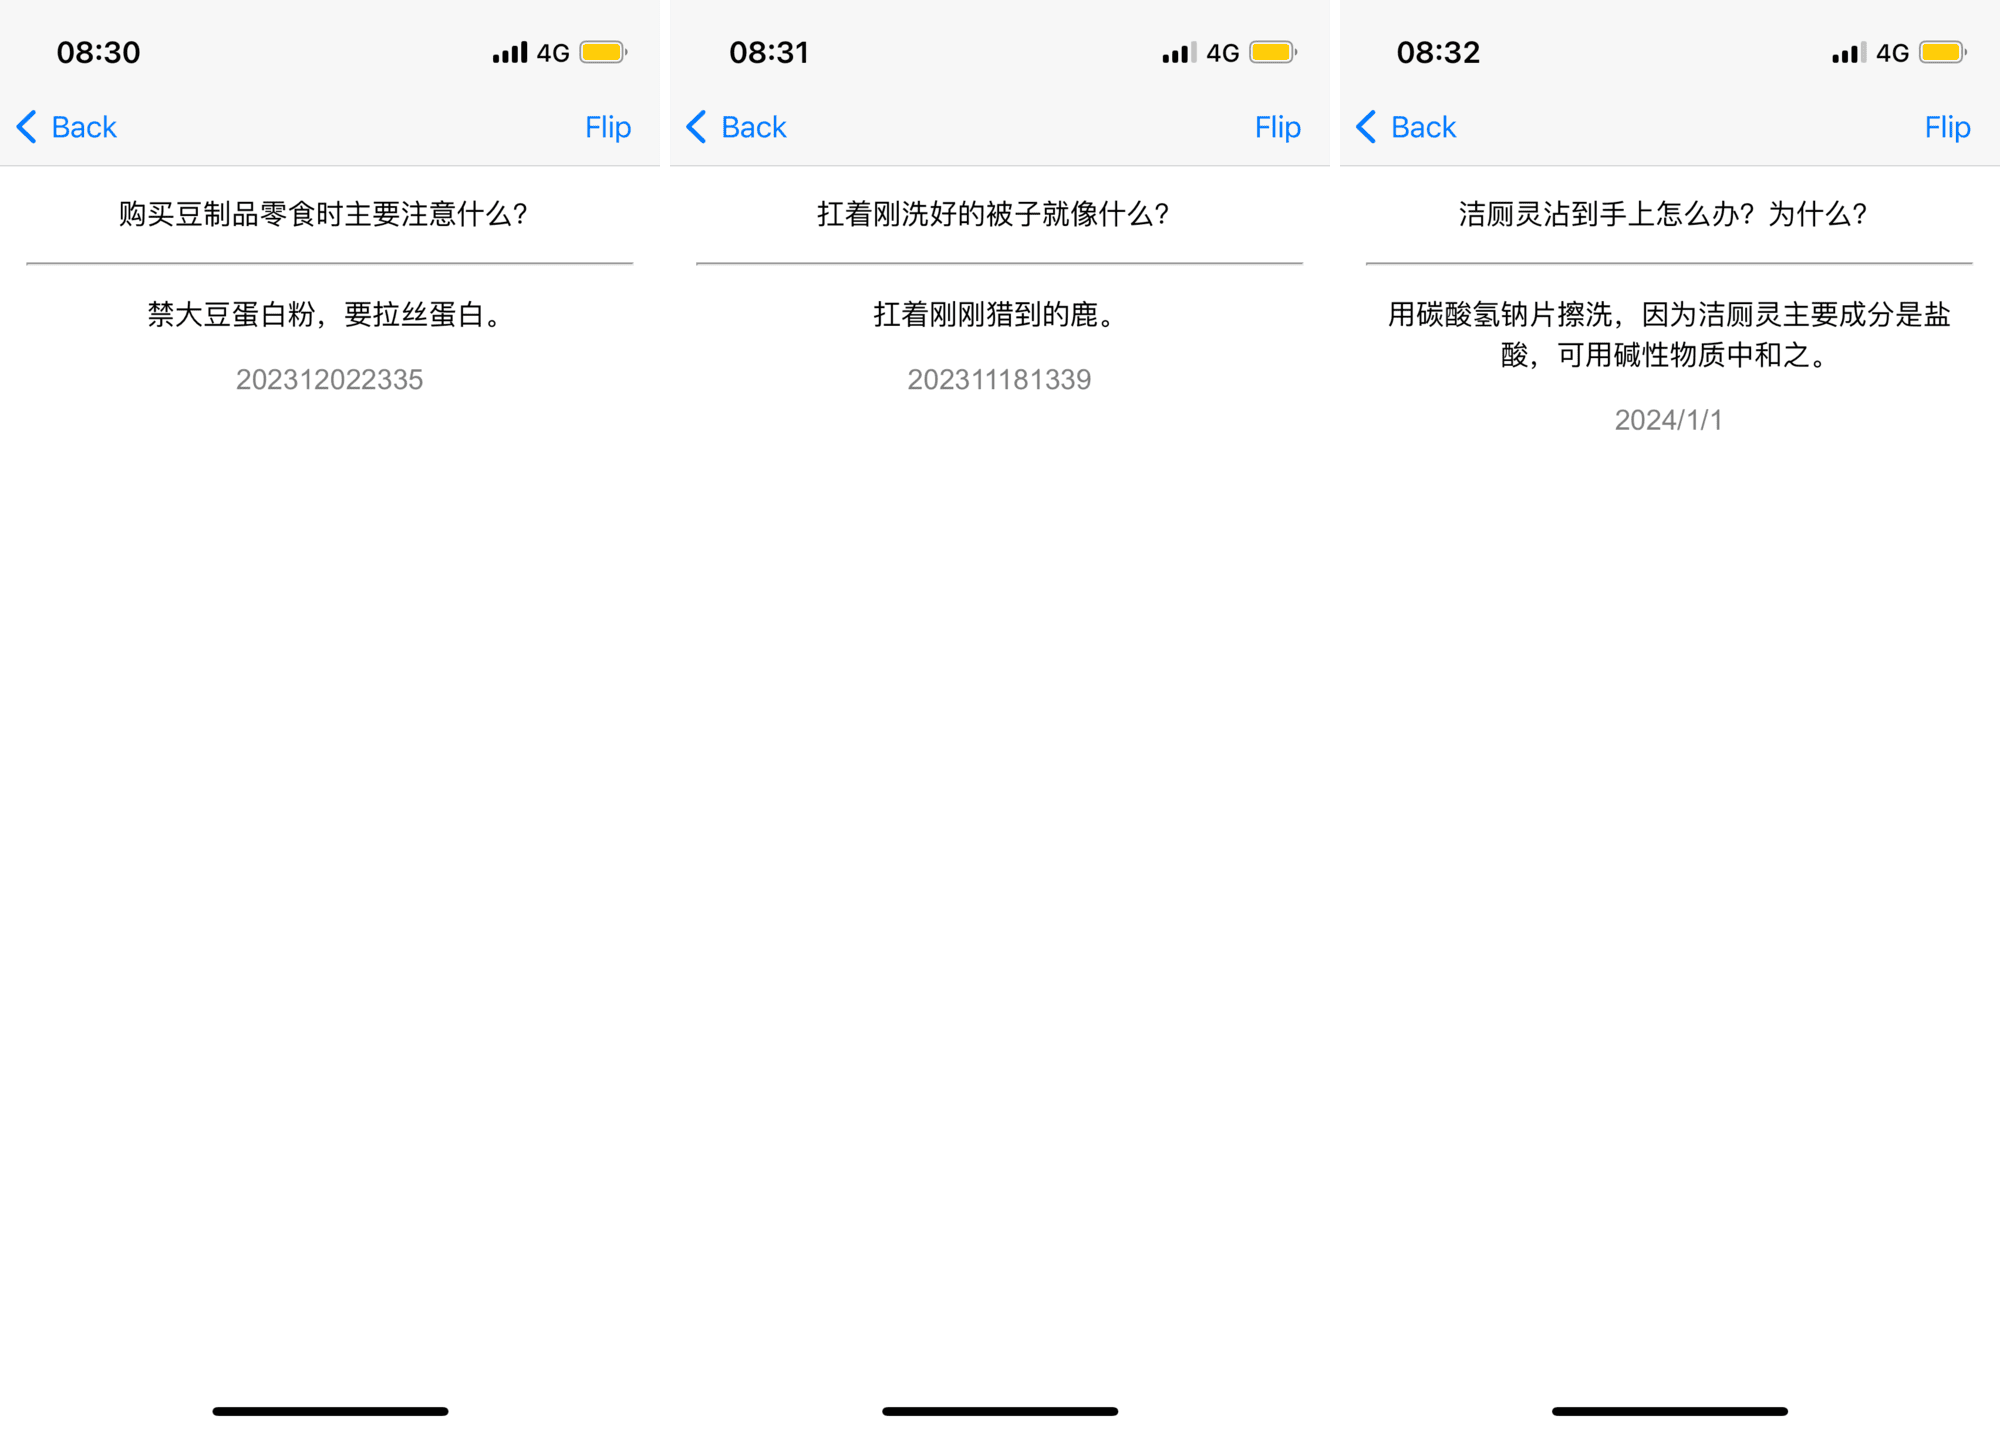 08:30
4G
Back
Flip
购买豆制品零食时主要注意什么？
禁大豆蛋白粉，要拉丝蛋白。
202312022335
08:31
4G
Back
Flip
扛着刚洗好的被子就像什么？
扛着刚刚猎到的鹿。
202311181339
08:32
4G
Back
Flip
洁厕灵沾到手上怎么办？为什么？
用碳酸氢钠片擦洗，因为洁厕灵主要成分是盐
酸，可用碱性物质中和之。
2024/1/1